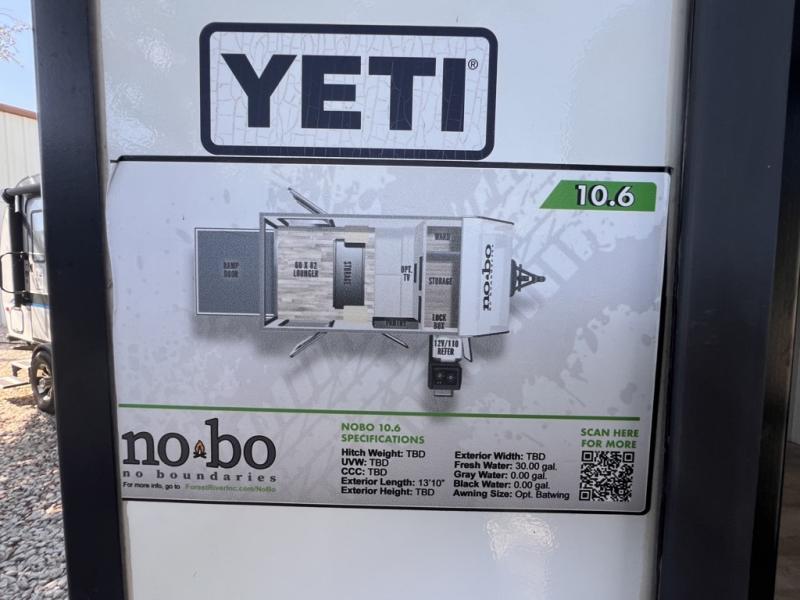 YETI®
10.6
RAMP
DOOR
60 X 82
LOUNGER
STORAGE
OPT.
TV
WARD
STORAGE
LOCK
BOX
PANTRY
no·bo
no boundaries
12V/110
REFER
no bo
no boundaries
For more info, go to ForestRiverInc.com/NoBo
NOBO 10.6
SPECIFICATIONS
Hitch Weight: TBD
UVW: TBD
CCC: TBD
Exterior Length: 13'10"
Exterior Height: TBD
Exterior Width: TBD
Fresh Water: 30.00 gal.
Gray Water: 0.00 gal.
Black Water: 0.00 gal.
Awning Size: Opt. Batwing
SCAN HERE
FOR MORE